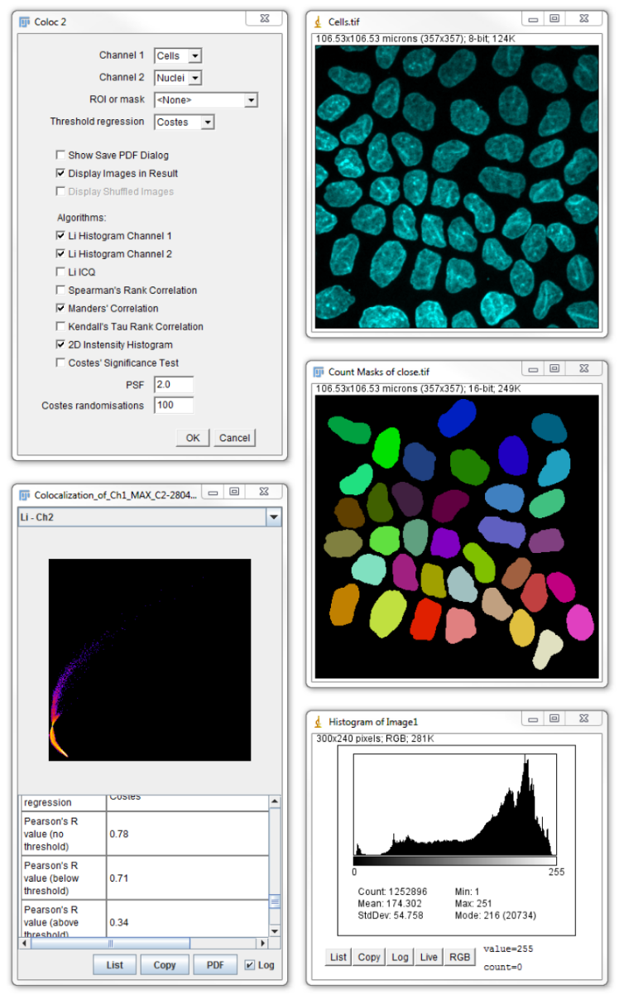 Coloc 2
Channel 1 Cells
Channel 2 Nuclei
ROI or mask <None>
Threshold regression Costes
Show Save PDF Dialog
Display Images in Result
Display Shuffled Images
Algorithms:
Li Histogram Channel 1
Li Histogram Channel 2
Li ICQ
Spearman's Rank Correlation
Manders' Correlation
Kendall's Tau Rank Correlation
2D Instensity Histogram
Costes' Significance Test
PSF 2.0
Costes randomisations 100
OK Cancel
Colocalization_of_Ch1_MAX_C2-2804...
Li - Ch2
regression Costes
Pearson's R
value (no
threshold) 0.78
Pearson's R
value (below
threshold) 0.71
Pearson's R
value (above
threshold) 0.34
List Copy PDF Log
Cells.tif
106.53x106.53 microns (357x357); 8-bit; 124K
Count Masks of close.tif
106.53x106.53 microns (357x357); 16-bit; 249K
Histogram of Image1
300x240 pixels; RGB; 281K
0 255
Count: 1252896 Min: 1
Mean: 174.302 Max: 251
StdDev: 54.758 Mode: 216 (20734)
List Copy Log Live RGB
value=255
count=0